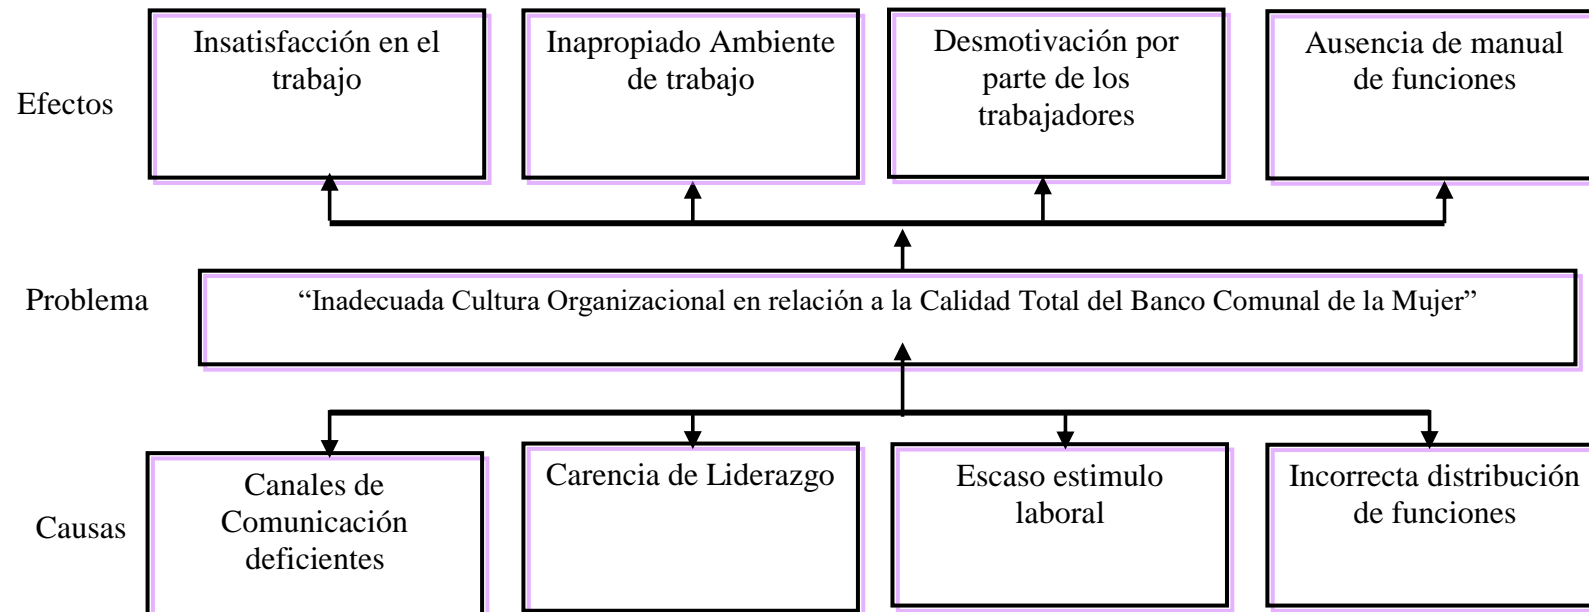 Efectos
Insatisfacción en el
trabajo
Inapropiado Ambiente
de trabajo
Desmotivación por
parte de los
trabajadores
Ausencia de manual
de funciones
Problema
“Inadecuada Cultura Organizacional en relación a la Calidad Total del Banco Comunal de la Mujer”
Causas
Canales de
Comunicación
deficientes
Carencia de Liderazgo
Escaso estimulo
laboral
Incorrecta distribución
de funciones